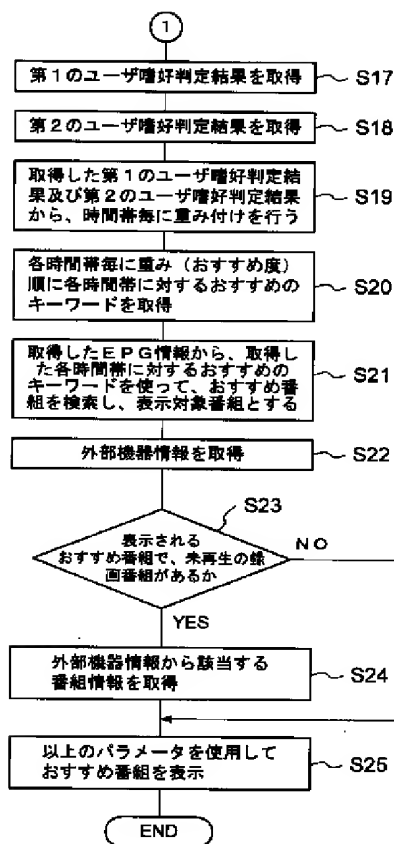 1
第1のユーザ嗜好判定結果を取得
S17
第2のユーザ嗜好判定結果を取得
S18
取得した第1のユーザ嗜好判定結
果及び第2のユーザ嗜好判定結果
から、時間帯毎に重み付けを行う
S19
各時間帯毎に重み（おすすめ度）
順に各時間帯に対するおすすめの
キーワードを取得
S20
取得したEPG情報から、取得し
た各時間帯に対するおすすめの
キーワードを使って、おすすめ番
組を検索し、表示対象番組とする
S21
外部機器情報を取得
S22
S23
表示される
おすすめ番組で、未再生の録
画番組があるか
NO
YES
外部機器情報から該当する
番組情報を取得
S24
以上のパラメータを使用して
おすすめ番組を表示
S25
END